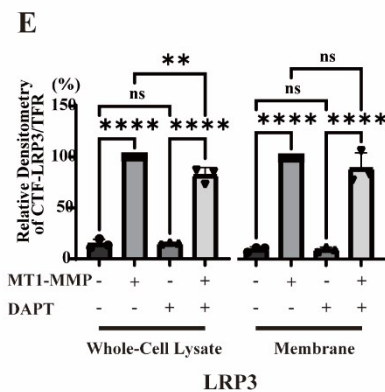 E
**
ns
ns
ns
**** ****
**** ****
(%)
150
100
50
0
Relative Densitometry
of CTF-LRP3/TFR
MT1-MMP - + - + - + - +
DAPT - - + + - - + +
Whole-Cell Lysate Membrane
LRP3